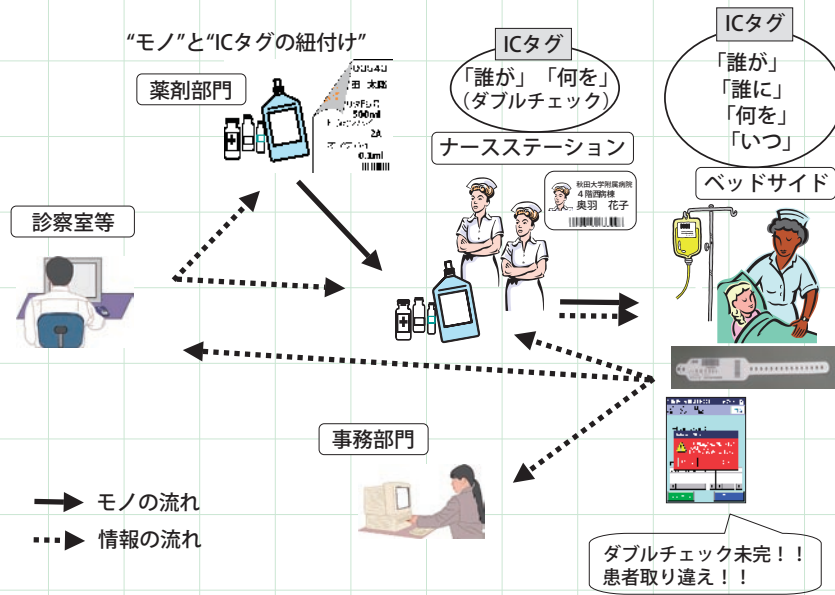 “モノ”と“ICタグの紐付け”
薬剤部門
500ml
2A
0.1ml
ICタグ
「誰が」「何を」
（ダブルチェック）
ナースステーション
秋田大学附属病院
４階西病棟
奥羽　花子
ICタグ
「誰が」
「誰に」
「何を」
「いつ」
ベッドサイド
診察室等
事務部門
モノの流れ
情報の流れ
ダブルチェック未完！！
患者取り違え！！